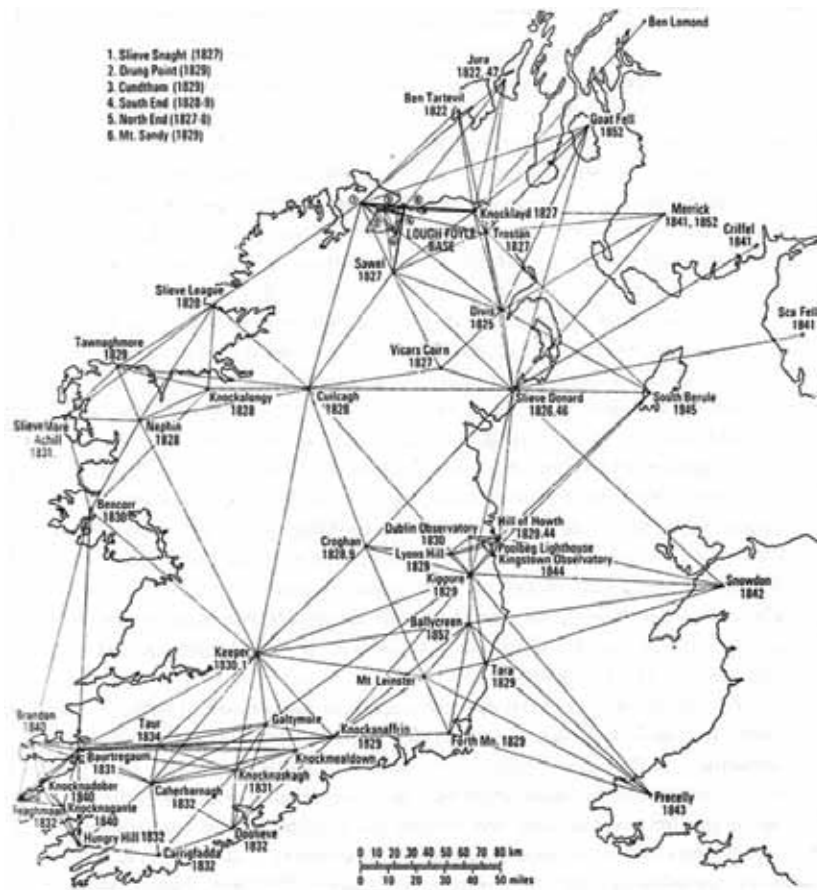 Ben Lomond
1. Slieve Snaght (1827)
2. Drung Point (1829)
3. Cundtham (1829)
4. South End (1828-9)
5. North End (1827-8)
6. Mt. Sandy (1829)
Jura
1822, 47
Ben Tartevil
1822
Goat Fell
1852
Knocklayd 1827
Merrick
1841, 1852
Trostan
1827
LOUGH FOYLE
BASE
Criffel
1841
Sawel
1827
Slieve League
1828
Divis
1825
Sca Fell
1841
Tawnaghmore
1829
Vicars Cairn
1827
Knockalongy
1828
Cuilcagh
1828
Slieve Donard
1826,46
South Berule
1845
Slieve More
Achill
1831
Nephin
1828
Bencorr
1830
Croghan
1828,9
Dublin Observatory
1830
Hill of Howth
1829.44
Lyons Hill
1829
Poolbeg Lighthouse
Kingstown Observatory
1844
Kippure
1829
Snowdon
1842
Ballycreen
1852
Keeper
1830,1
Mt Leinster
Tara
1829
Brandon
Taur
1834
Galtymore
Knockanaffrin
1829
Forth Mn. 1829
Baurtregaum
1831
Knockmealdown
Knocknaskagh
1831
Knocknadober
1840
Caherbarnagh
1832
Precelly
1843
1832
Knocknagante
1840
Hungry Hill 1832
Dooneve
1832
Carrigfadda
1832
0 10 20 30 40 50 60 70 80 km
0 10 20 30 40 50 miles